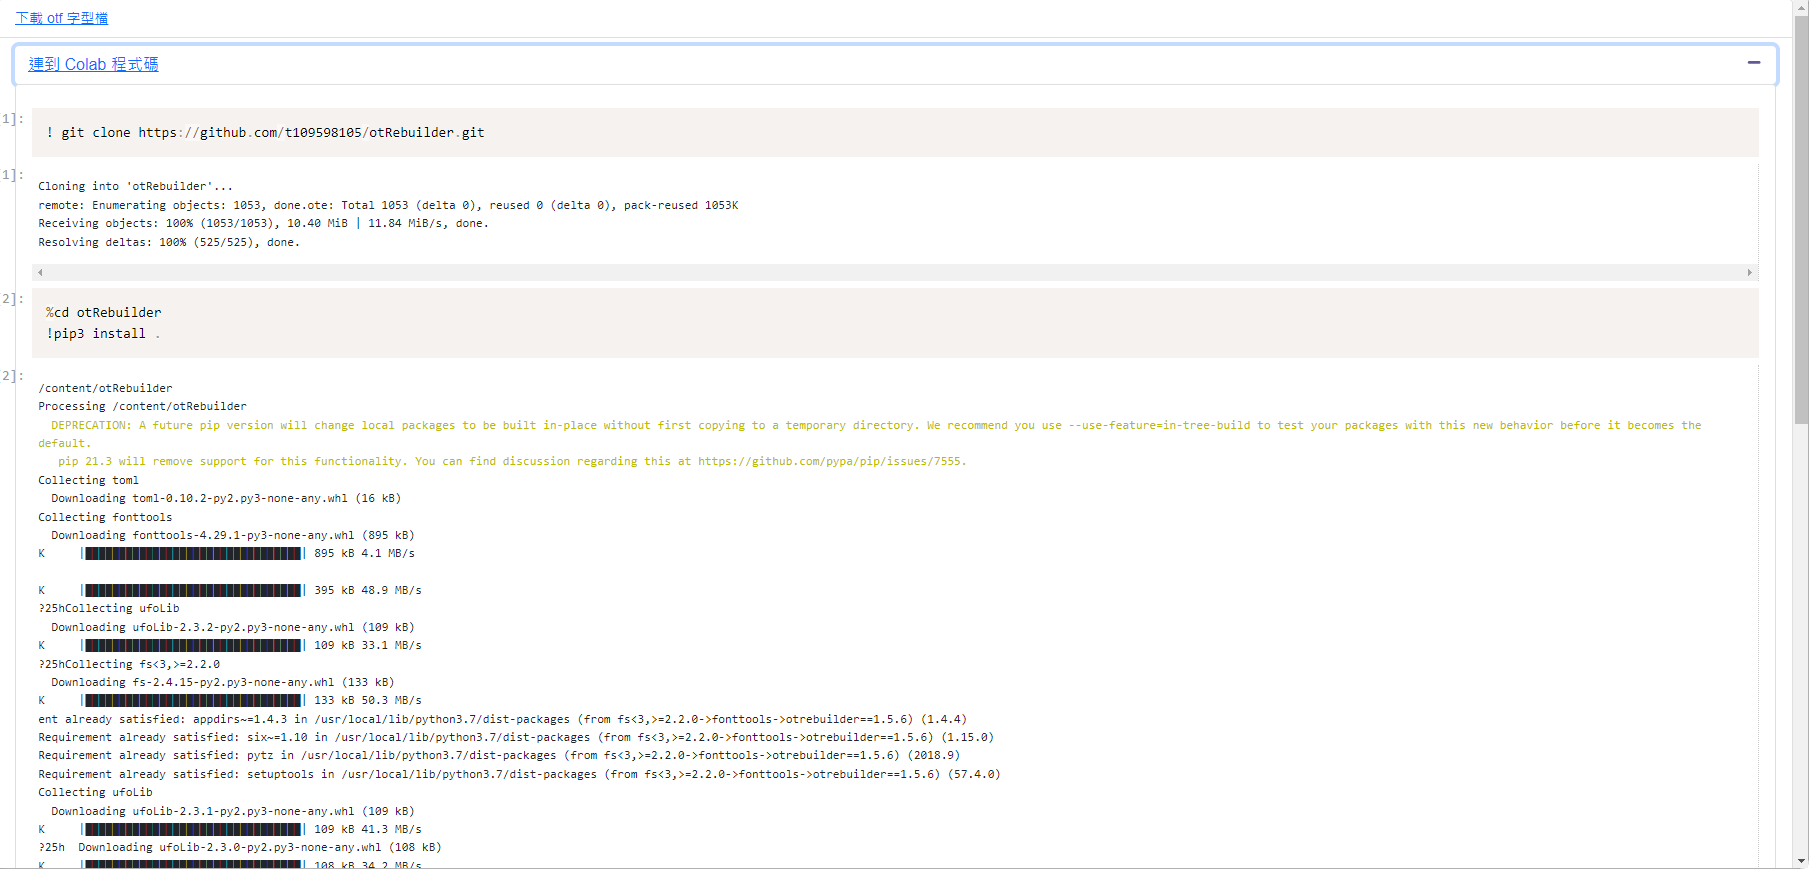 下載 otf 字型檔
連到 Colab 程式碼
1]:
! git clone https://github.com/t109598105/otRebuilder.git
1]:
Cloning into 'otRebuilder'...
remote: Enumerating objects: 1053, done.ote: Total 1053 (delta 0), reused 0 (delta 0), pack-reused 1053K
Receiving objects: 100% (1053/1053), 10.40 MiB | 11.84 MiB/s, done.
Resolving deltas: 100% (525/525), done.
2]:
%cd otRebuilder
!pip3 install .
2]:
/content/otRebuilder
Processing /content/otRebuilder
DEPRECATION: A future pip version will change local packages to be built in-place without first copying to a temporary directory. We recommend you use --use-feature=in-tree-build to test your packages with this new behavior before it becomes the
default.
pip 21.3 will remove support for this functionality. You can find discussion regarding this at https://github.com/pypa/pip/issues/7555.
Collecting toml
Downloading toml-0.10.2-py2.py3-none-any.whl (16 kB)
Collecting fonttools
Downloading fonttools-4.29.1-py3-none-any.whl (895 kB)
K     |████████████████████████████████| 895 kB 4.1 MB/s
K     |████████████████████████████████| 395 kB 48.9 MB/s
?25hCollecting ufoLib
Downloading ufoLib-2.3.2-py2.py3-none-any.whl (109 kB)
K     |████████████████████████████████| 109 kB 33.1 MB/s
?25hCollecting fs<3,>=2.2.0
Downloading fs-2.4.15-py2.py3-none-any.whl (133 kB)
K     |████████████████████████████████| 133 kB 50.3 MB/s
ent already satisfied: appdirs~=1.4.3 in /usr/local/lib/python3.7/dist-packages (from fs<3,>=2.2.0->fonttools->otrebuilder==1.5.6) (1.4.4)
Requirement already satisfied: six~=1.10 in /usr/local/lib/python3.7/dist-packages (from fs<3,>=2.2.0->fonttools->otrebuilder==1.5.6) (1.15.0)
Requirement already satisfied: pytz in /usr/local/lib/python3.7/dist-packages (from fs<3,>=2.2.0->fonttools->otrebuilder==1.5.6) (2018.9)
Requirement already satisfied: setuptools in /usr/local/lib/python3.7/dist-packages (from fs<3,>=2.2.0->fonttools->otrebuilder==1.5.6) (57.4.0)
Collecting ufoLib
Downloading ufoLib-2.3.1-py2.py3-none-any.whl (109 kB)
K     |████████████████████████████████| 109 kB 41.3 MB/s
?25h  Downloading ufoLib-2.3.0-py2.py3-none-any.whl (108 kB)
K     |████████████████████████████████| 108 kB 34.2 MB/s